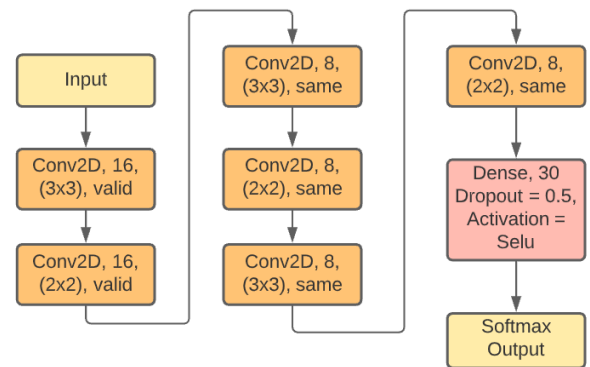 Input
Conv2D, 16,
(3x3), valid
Conv2D, 16,
(2x2), valid
Conv2D, 8,
(3x3), same
Conv2D, 8,
(2x2), same
Conv2D, 8,
(3x3), same
Conv2D, 8,
(2x2), same
Dense, 30
Dropout = 0.5,
Activation =
Selu
Softmax
Output